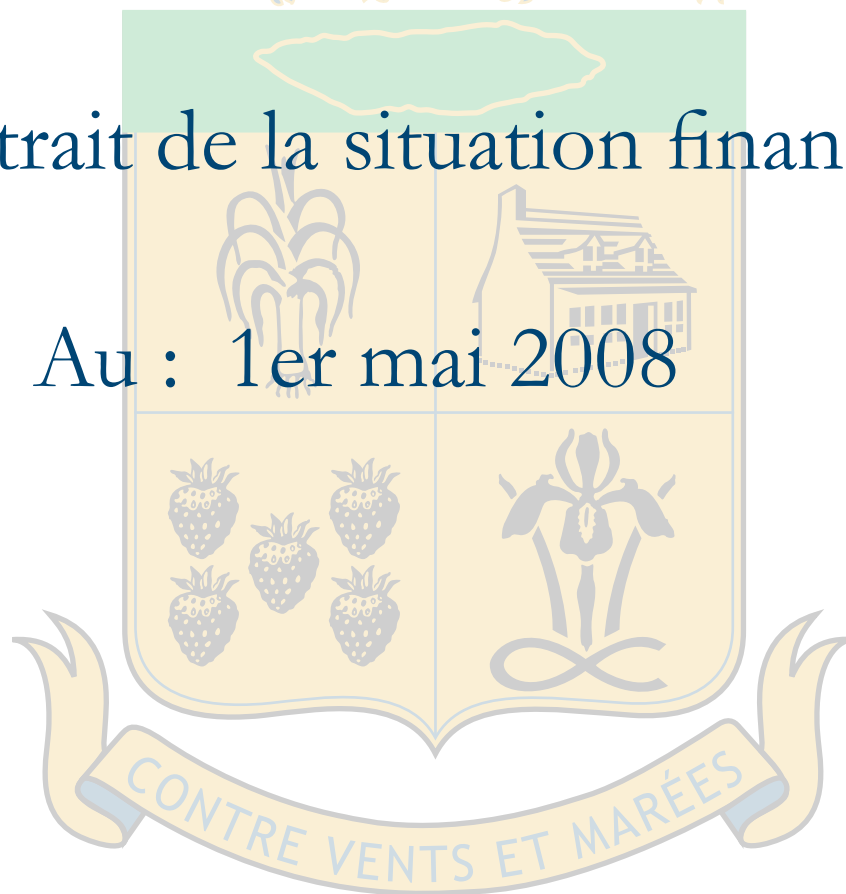 trait de la situation finan
Au : 1er mai 2008
CONTRE VENTS ET MARÉES